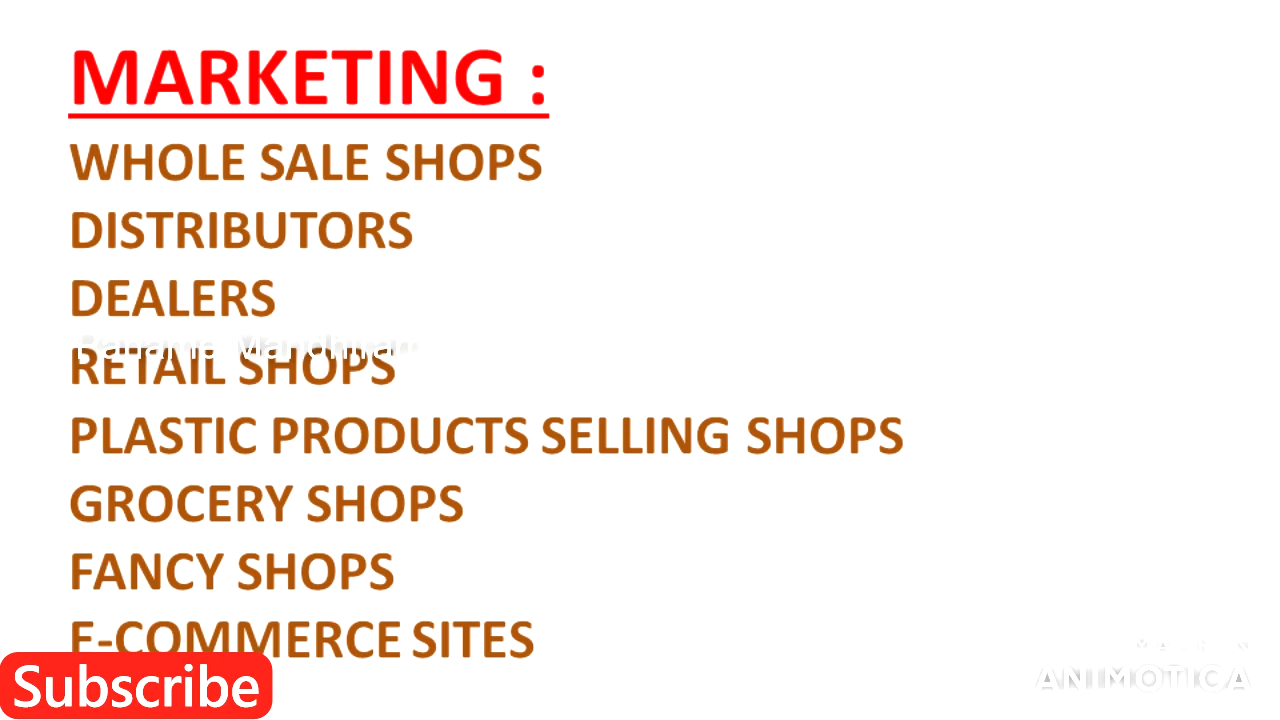 MARKETING :
WHOLE SALE SHOPS
DISTRIBUTORS
DEALERS
RETAIL SHOPS
PLASTIC PRODUCTS SELLING SHOPS
GROCERY SHOPS
FANCY SHOPS
E-COMMERCE SITES
Subscribe
ANIMOTICA